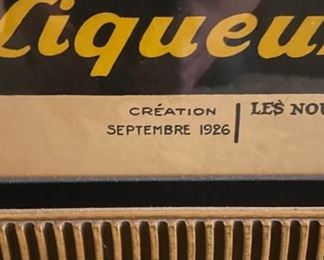 Liqueu
CRÉATION
SEPTEMBRE 1926
LES NOU